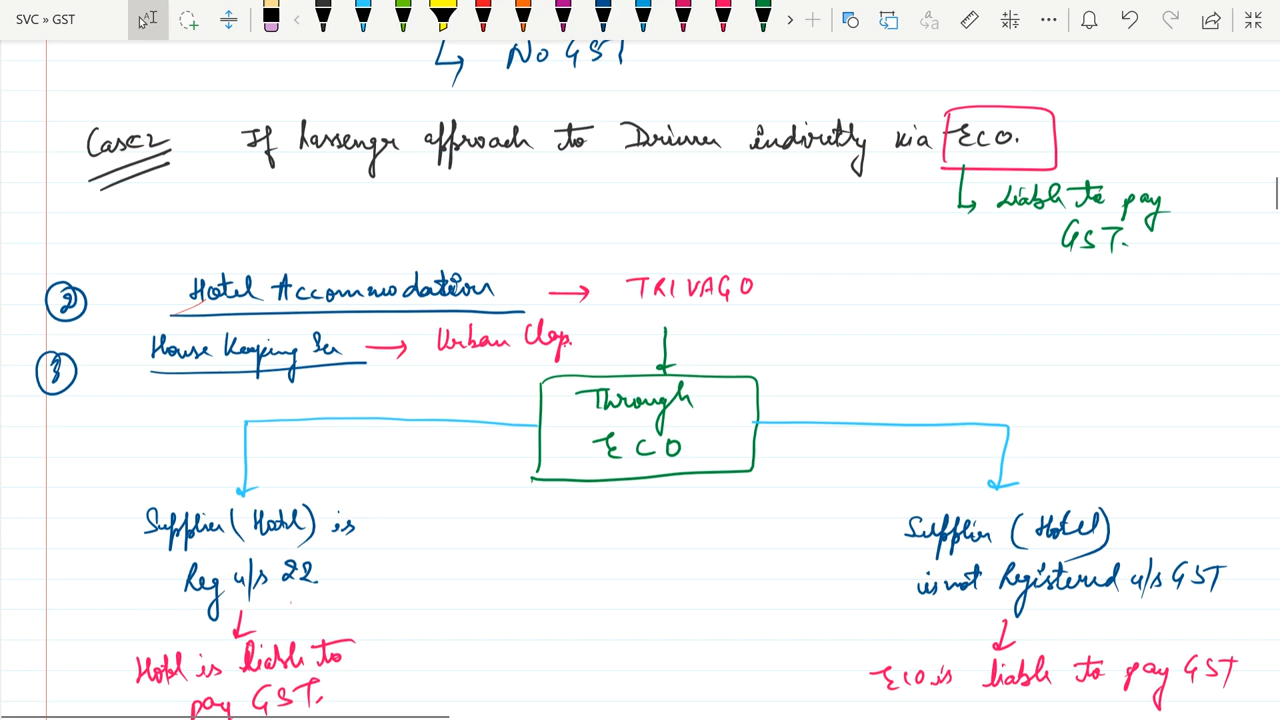 SVC » GST
No GST
Case2 If Passenger approach to Driver indirectly via ECO.
Liable to pay
GST.
② Hotel Accommodation → TRIVAGO
③ House Keeping Ser → Urban Clap.
Through
ECO
Supplier (Hotel) is
Reg u/s 22
Hotel is liable to
pay GST.
Supplier (Hotel)
is not Registered u/s GST
ECO is liable to pay GST